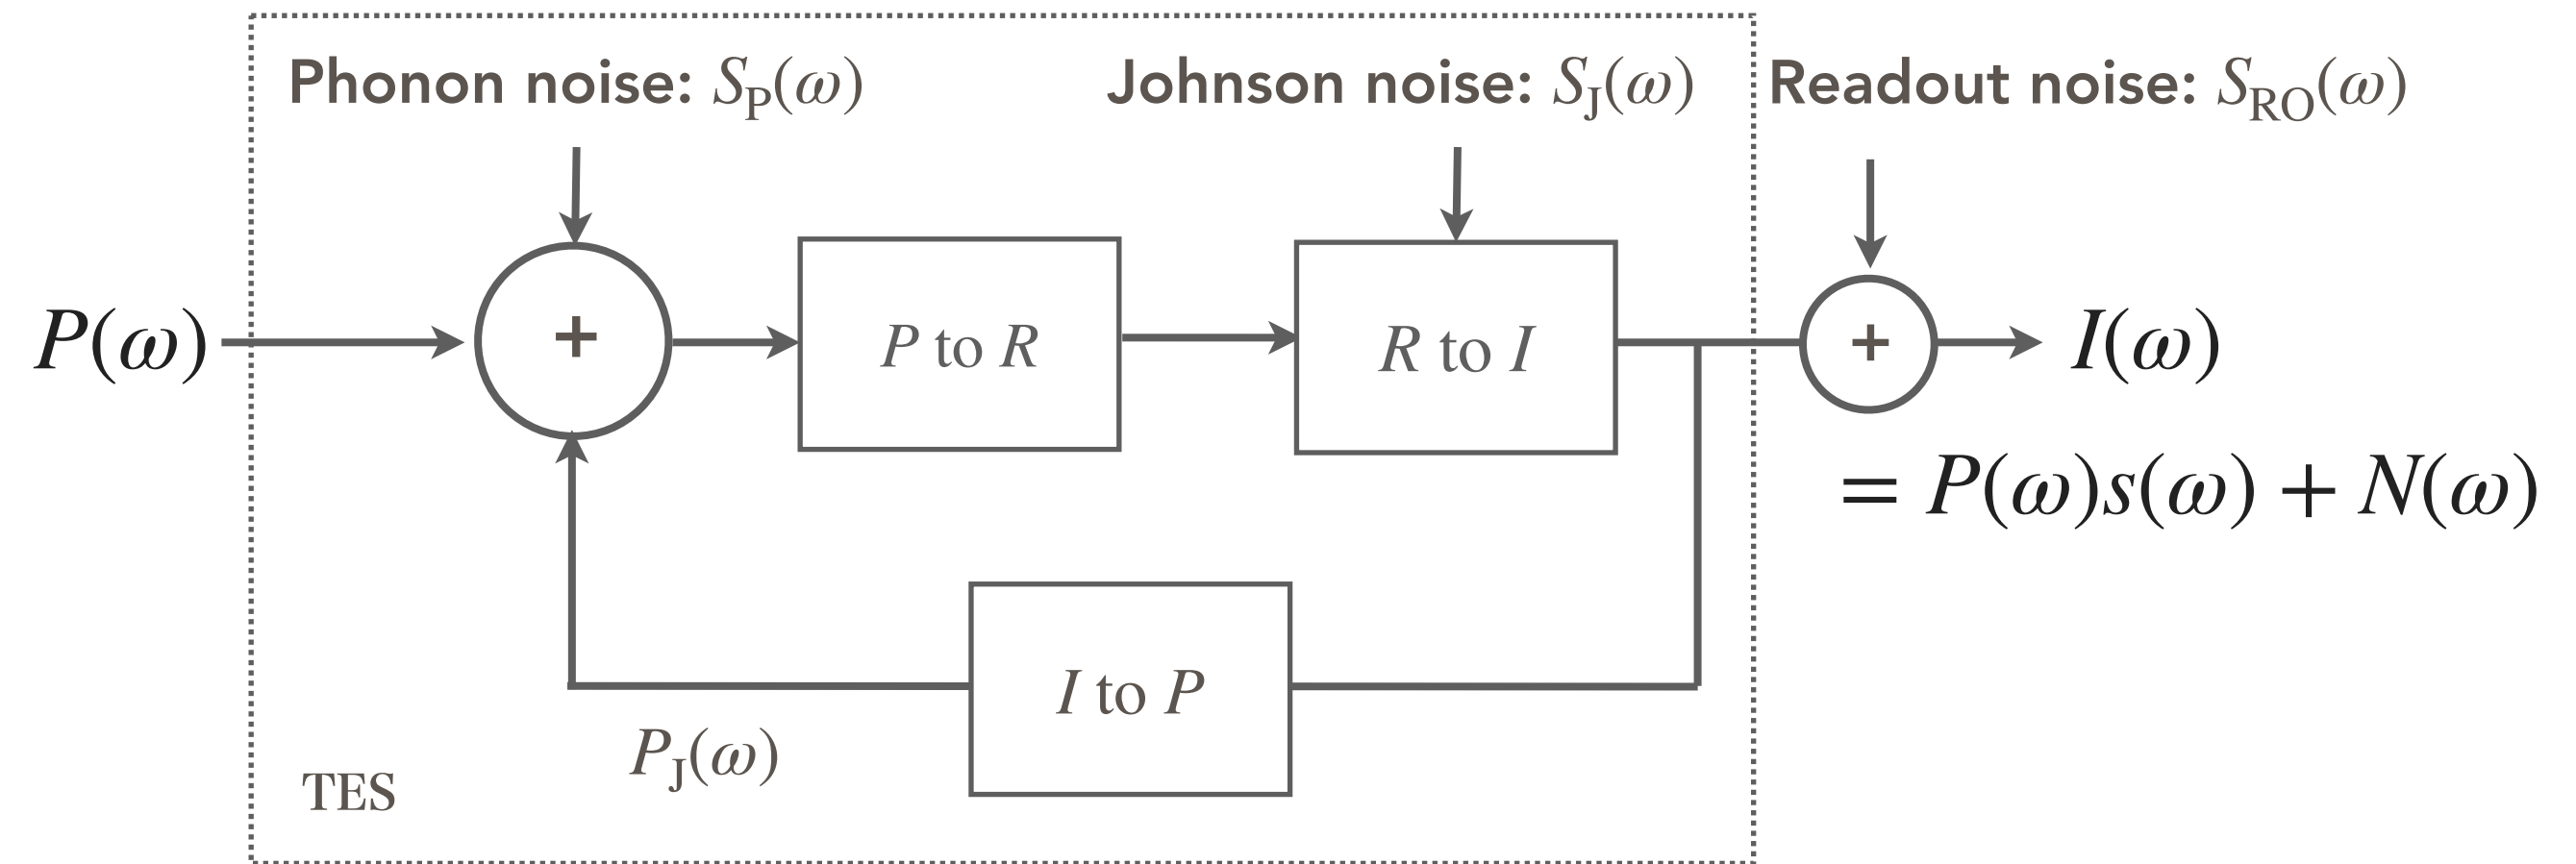 Phonon noise: S_P(ω)
Johnson noise: S_J(ω)
Readout noise: S_RO(ω)
P(ω)
+
P to R
R to I
+
I(ω)
= P(ω)s(ω) + N(ω)
I to P
P_J(ω)
TES